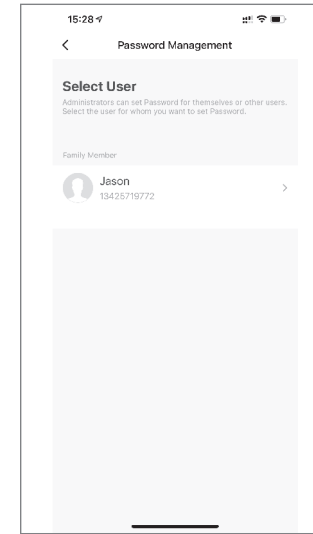 15:28
Password Management
Select User
Administrators can set Password for themselves or other users.
Select the user for whom you want to set Password.
Family Member
Jason
13425719772